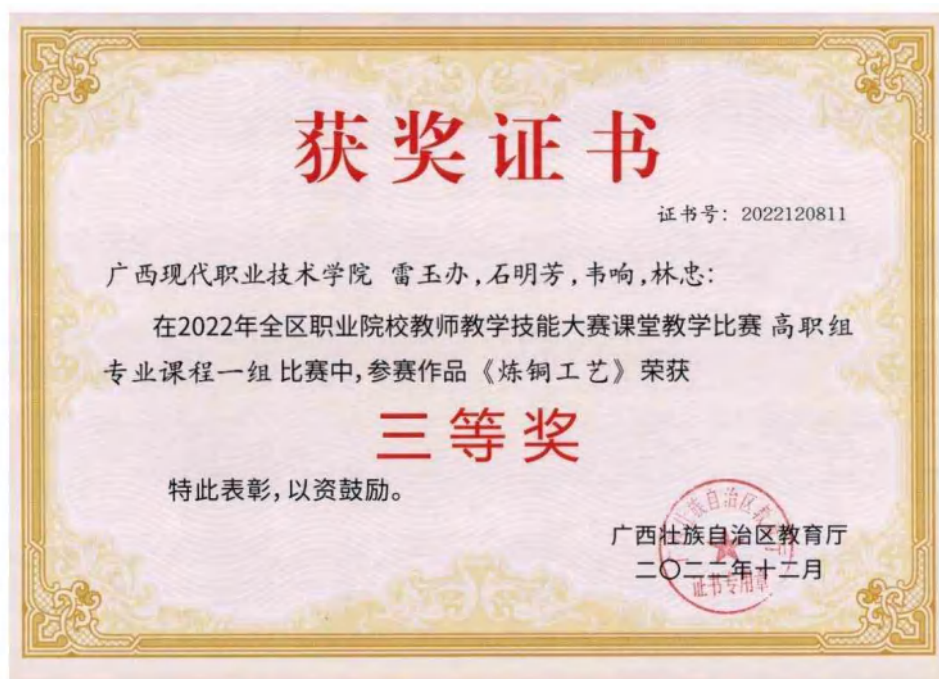 获奖证书
证书号：2022120811
广西现代职业技术学院 雷玉办，石明芳，韦响，林忠：
在2022年全区职业院校教师教学技能大赛课堂教学比赛 高职组
专业课程一组 比赛中，参赛作品《炼铜工艺》荣获
三等奖
特此表彰，以资鼓励。
广西壮族自治区教育厅
二〇二二年十二月
证书专用章